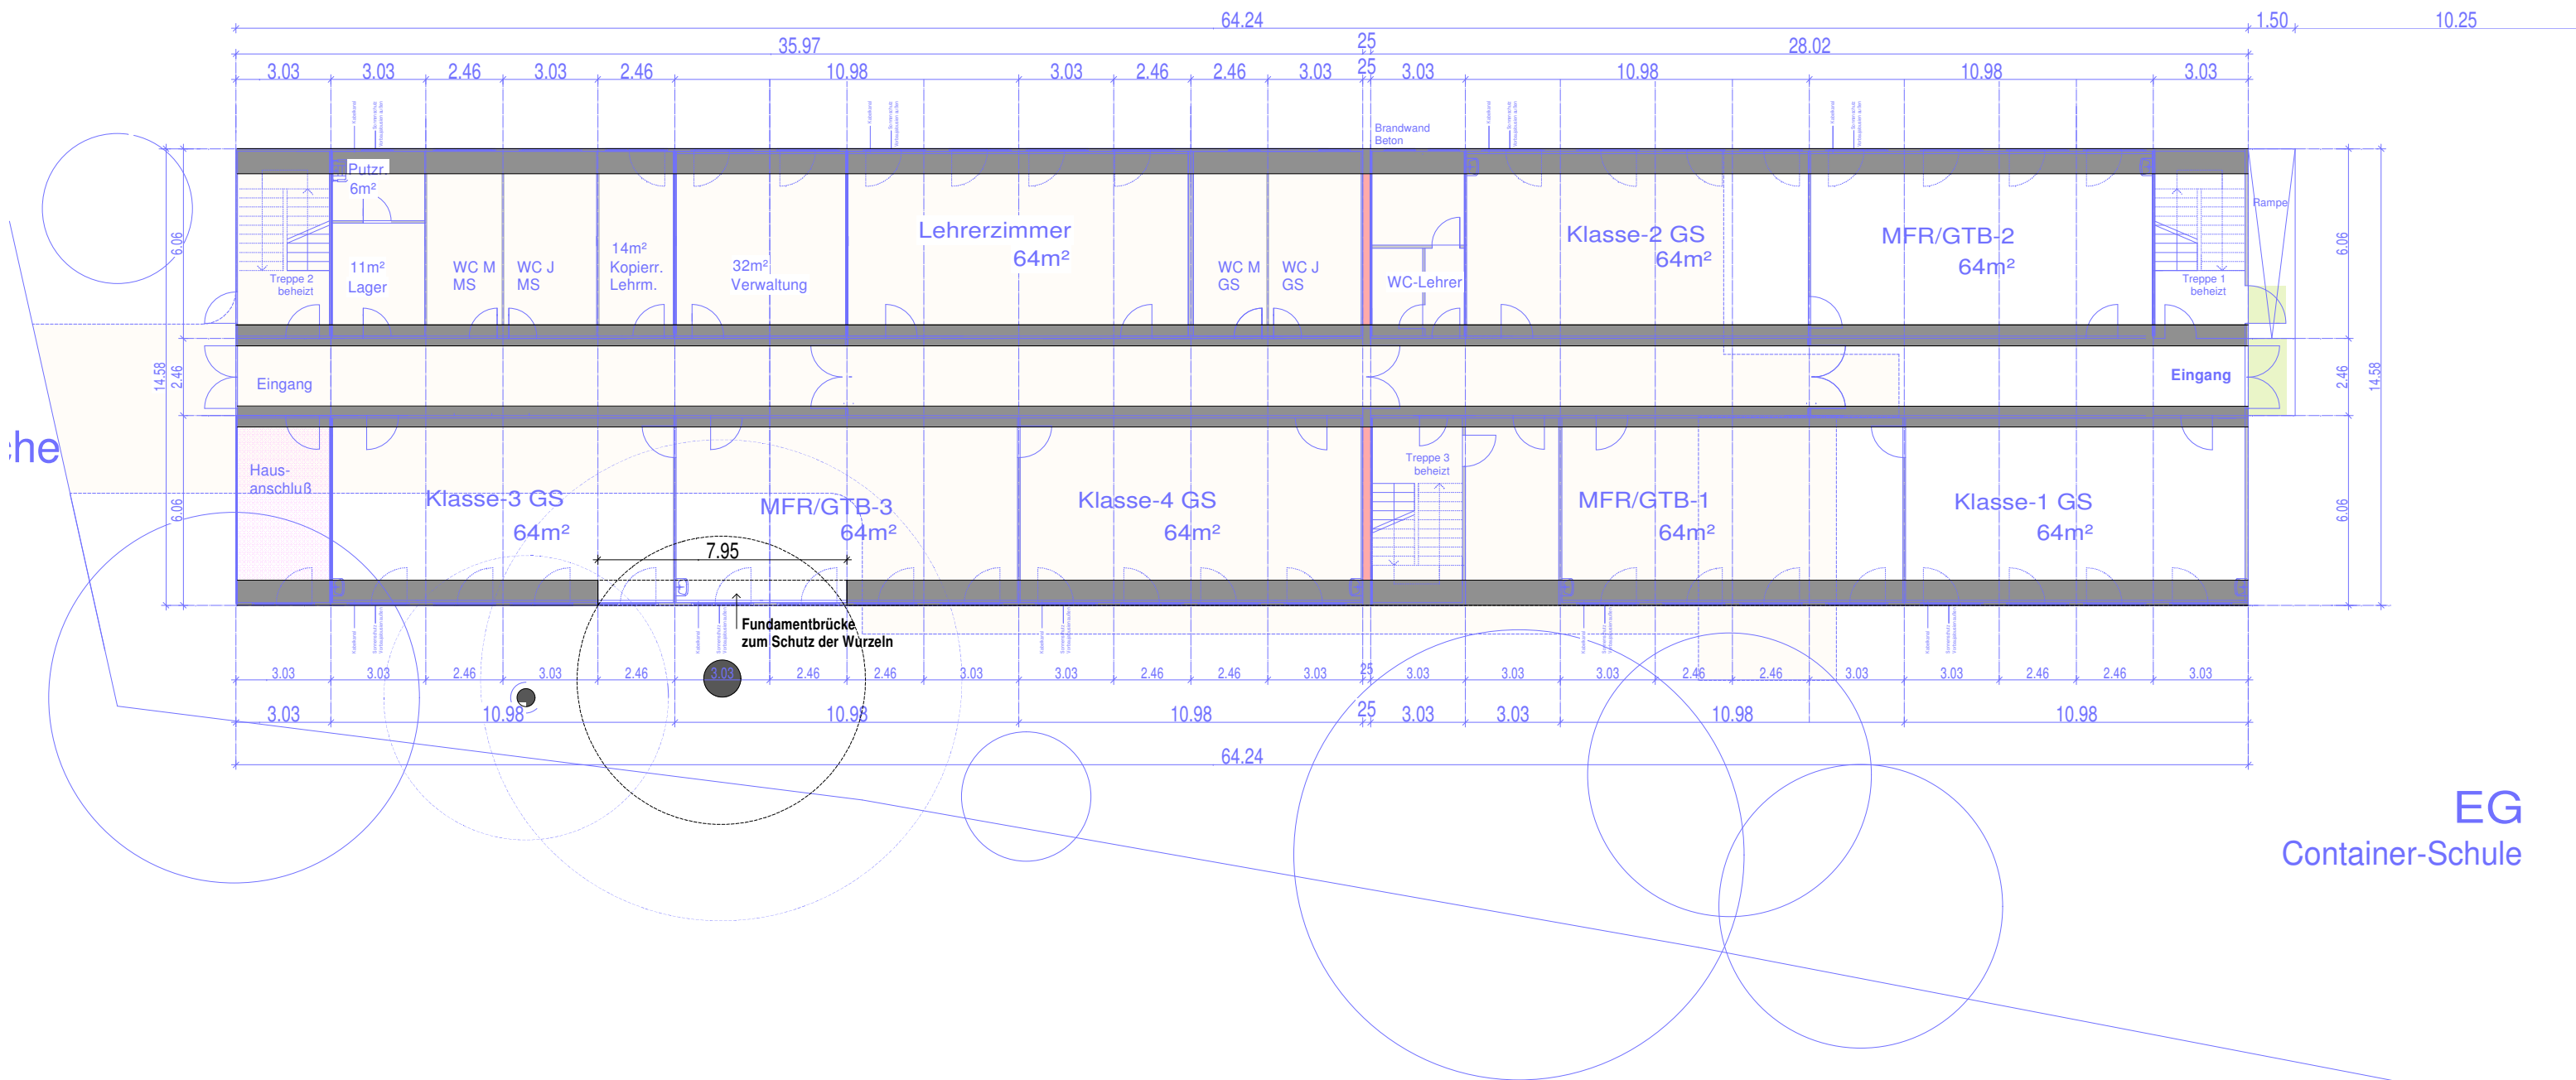 64.24 1.50 10.25
35.97 25 28.02
3.03 3.03 2.46 3.03 2.46 10.98 3.03 2.46 2.46 3.03 25 3.03 10.98 10.98 3.03
Brandwand
Beton
Putzr.
6m²
11m²
Lager
Treppe 2
beheizt
WC M
MS
WC J
MS
14m²
Kopierr.
Lehrm.
32m²
Verwaltung
Lehrerzimmer
64m²
WC M
GS
WC J
GS
WC-Lehrer
Klasse-2 GS
64m²
MFR/GTB-2
64m²
Treppe 1
beheizt
Rampe
6.06
2.46
6.06
14.58
6.06
2.46
6.06
14.58
Eingang
Eingang
:he
Haus-
anschluß
Klasse-3 GS
64m²
MFR/GTB-3
64m²
Klasse-4 GS
64m²
Treppe 3
beheizt
MFR/GTB-1
64m²
Klasse-1 GS
64m²
7.95
Fundamentbrücke
zum Schutz der Wurzeln
3.03 3.03 2.46 3.03 2.46 3.03 2.46 2.46 3.03 3.03 2.46 2.46 3.03 25 3.03 3.03 3.03 2.46 2.46 3.03 3.03 2.46 2.46 3.03
3.03 10.98 10.98 10.98 25 3.03 3.03 10.98 10.98
64.24
EG
Container-Schule